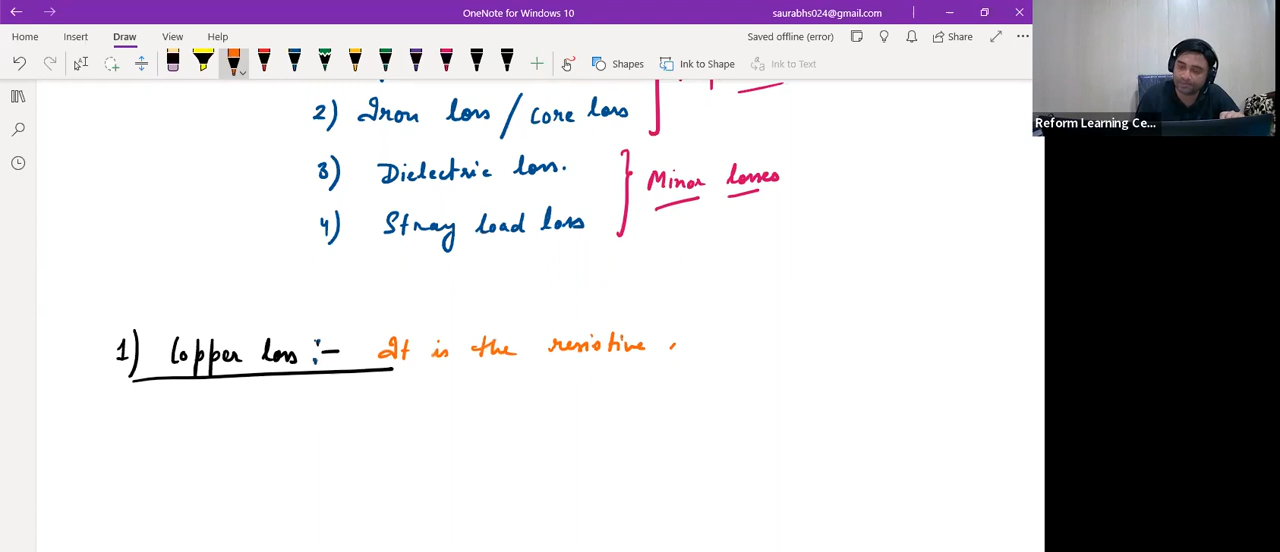 OneNote for Windows 10
saurabhs024@gmail.com
Home Insert Draw View Help
Saved offline (error)
Share
Shapes
Ink to Shape
Ink to Text
Reform Learning Ce...
2) Iron loss / core loss
3) Dielectric loss.
4) Stray load loss
Minor losses
1) Copper loss :- It is the resistive